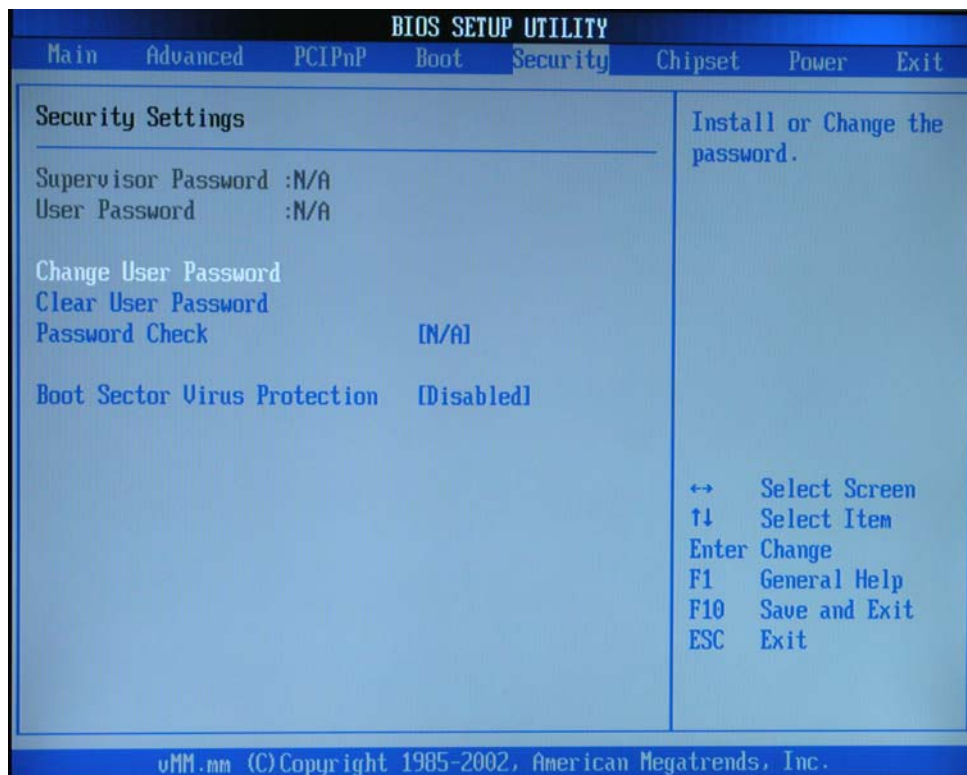 BIOS SETUP UTILITY
Main Advanced PCIPnP Boot Security Chipset Power Exit
Security Settings
Supervisor Password :N/A
User Password :N/A
Change User Password
Clear User Password
Password Check [N/A]
Boot Sector Virus Protection [Disabled]
Install or Change the
password.
↔ Select Screen
↑↓ Select Item
Enter Change
F1 General Help
F10 Save and Exit
ESC Exit
vMM.mm (C)Copyright 1985-2002, American Megatrends, Inc.